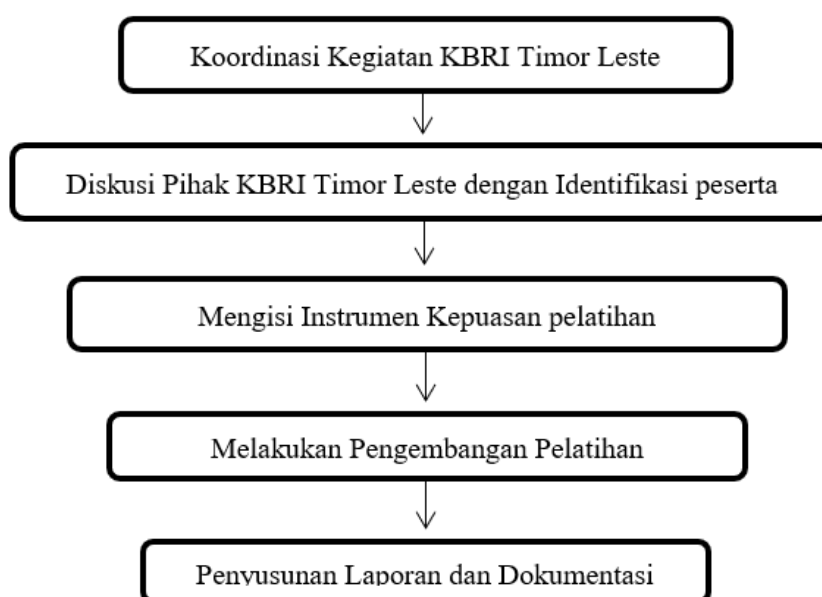 Koordinasi Kegiatan KBRI Timor Leste
Diskusi Pihak KBRI Timor Leste dengan Identifikasi peserta
Mengisi Instrumen Kepuasan pelatihan
Melakukan Pengembangan Pelatihan
Penyusunan Laporan dan Dokumentasi